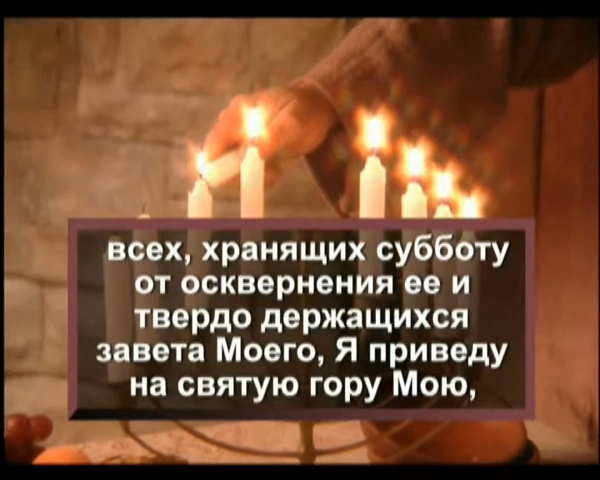 всех, хранящих субботу
от осквернения ее и
твердо держащихся
завета Моего, Я приведу
на святую гору Мою,